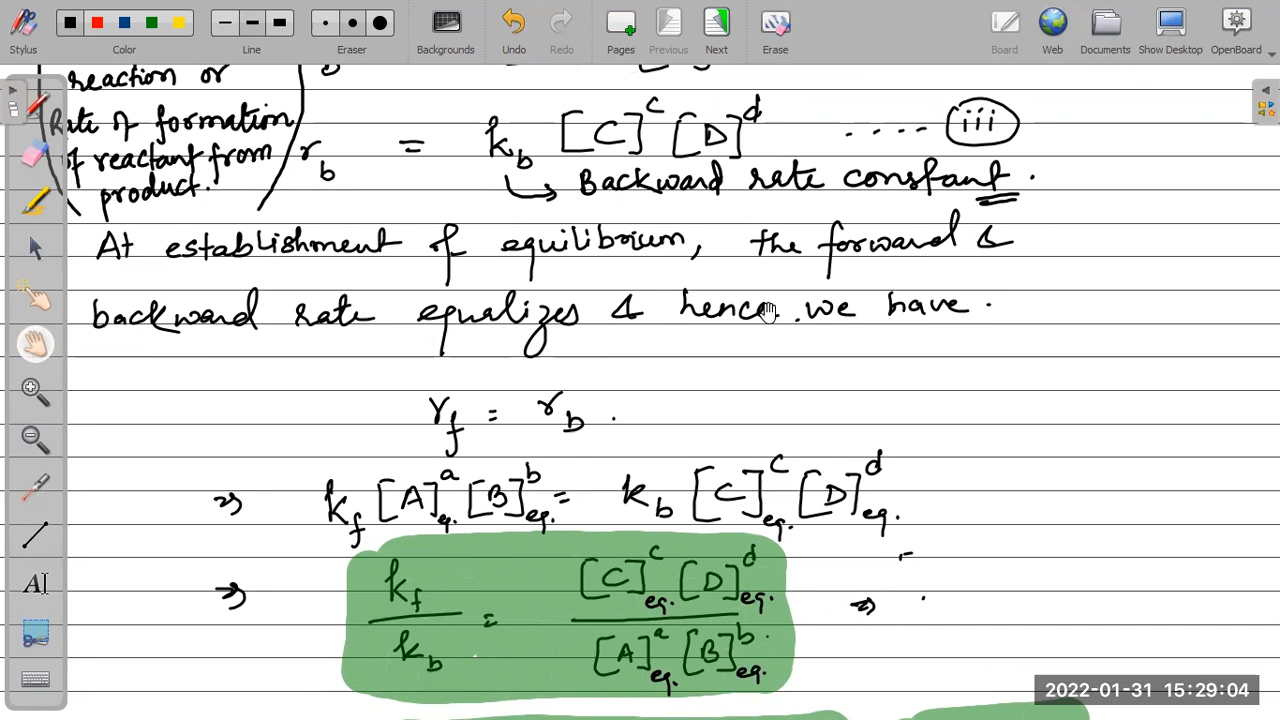 Stylus
Color
Line
Eraser
Backgrounds
Undo
Redo
Pages
Previous
Next
Erase
Board
Web
Documents
Show Desktop
OpenBoard
reaction or
Rate of formation
of reactant from
product.
r_b = k_b [C]^c [D]^d ..... (iii)
↳ Backward rate constant.
At establishment of equilibrium, the forward &
backward rate equalizes & hence we have.
r_f = r_b.
⇒ k_f [A]^a_eq. [B]^b_eq. = k_b [C]^c_eq. [D]^d_eq.
⇒ k_f / k_b = [C]^c_eq. [D]^d_eq. / [A]^a_eq. [B]^b_eq. ⇒
2022-01-31 15:29:04